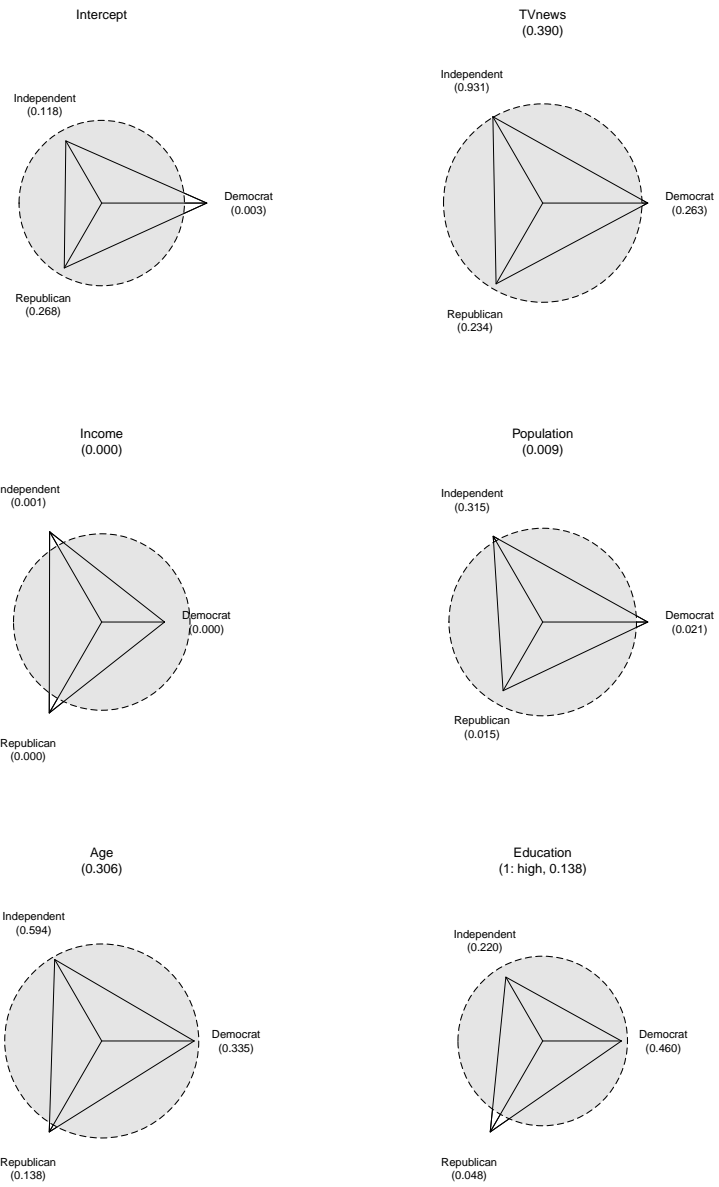 Intercept
Independent
(0.118)
Democrat
(0.003)
Republican
(0.268)
TVnews
(0.390)
Independent
(0.931)
Democrat
(0.263)
Republican
(0.234)
Income
(0.000)
ndependent
(0.001)
Democrat
(0.000)
Republican
(0.000)
Population
(0.009)
Independent
(0.315)
Democrat
(0.021)
Republican
(0.015)
Age
(0.306)
Independent
(0.594)
Democrat
(0.335)
Republican
(0.138)
Education
(1: high, 0.138)
Independent
(0.220)
Democrat
(0.460)
Republican
(0.048)